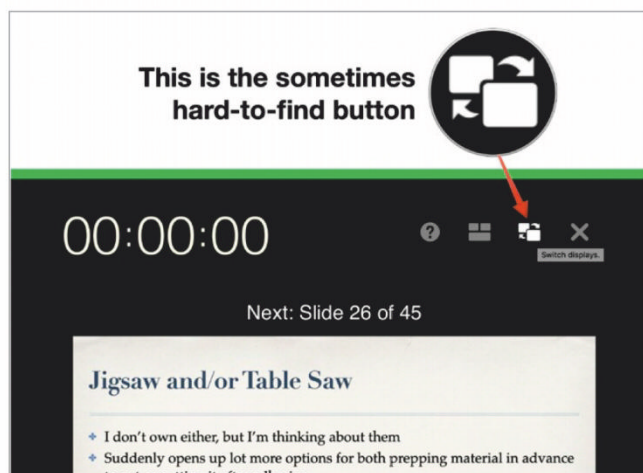 This is the sometimes
hard-to-find button
00:00:00
?
Switch displays.
Next: Slide 26 of 45
Jigsaw and/or Table Saw
I don't own either, but I'm thinking about them
Suddenly opens up lot more options for both prepping material in advance